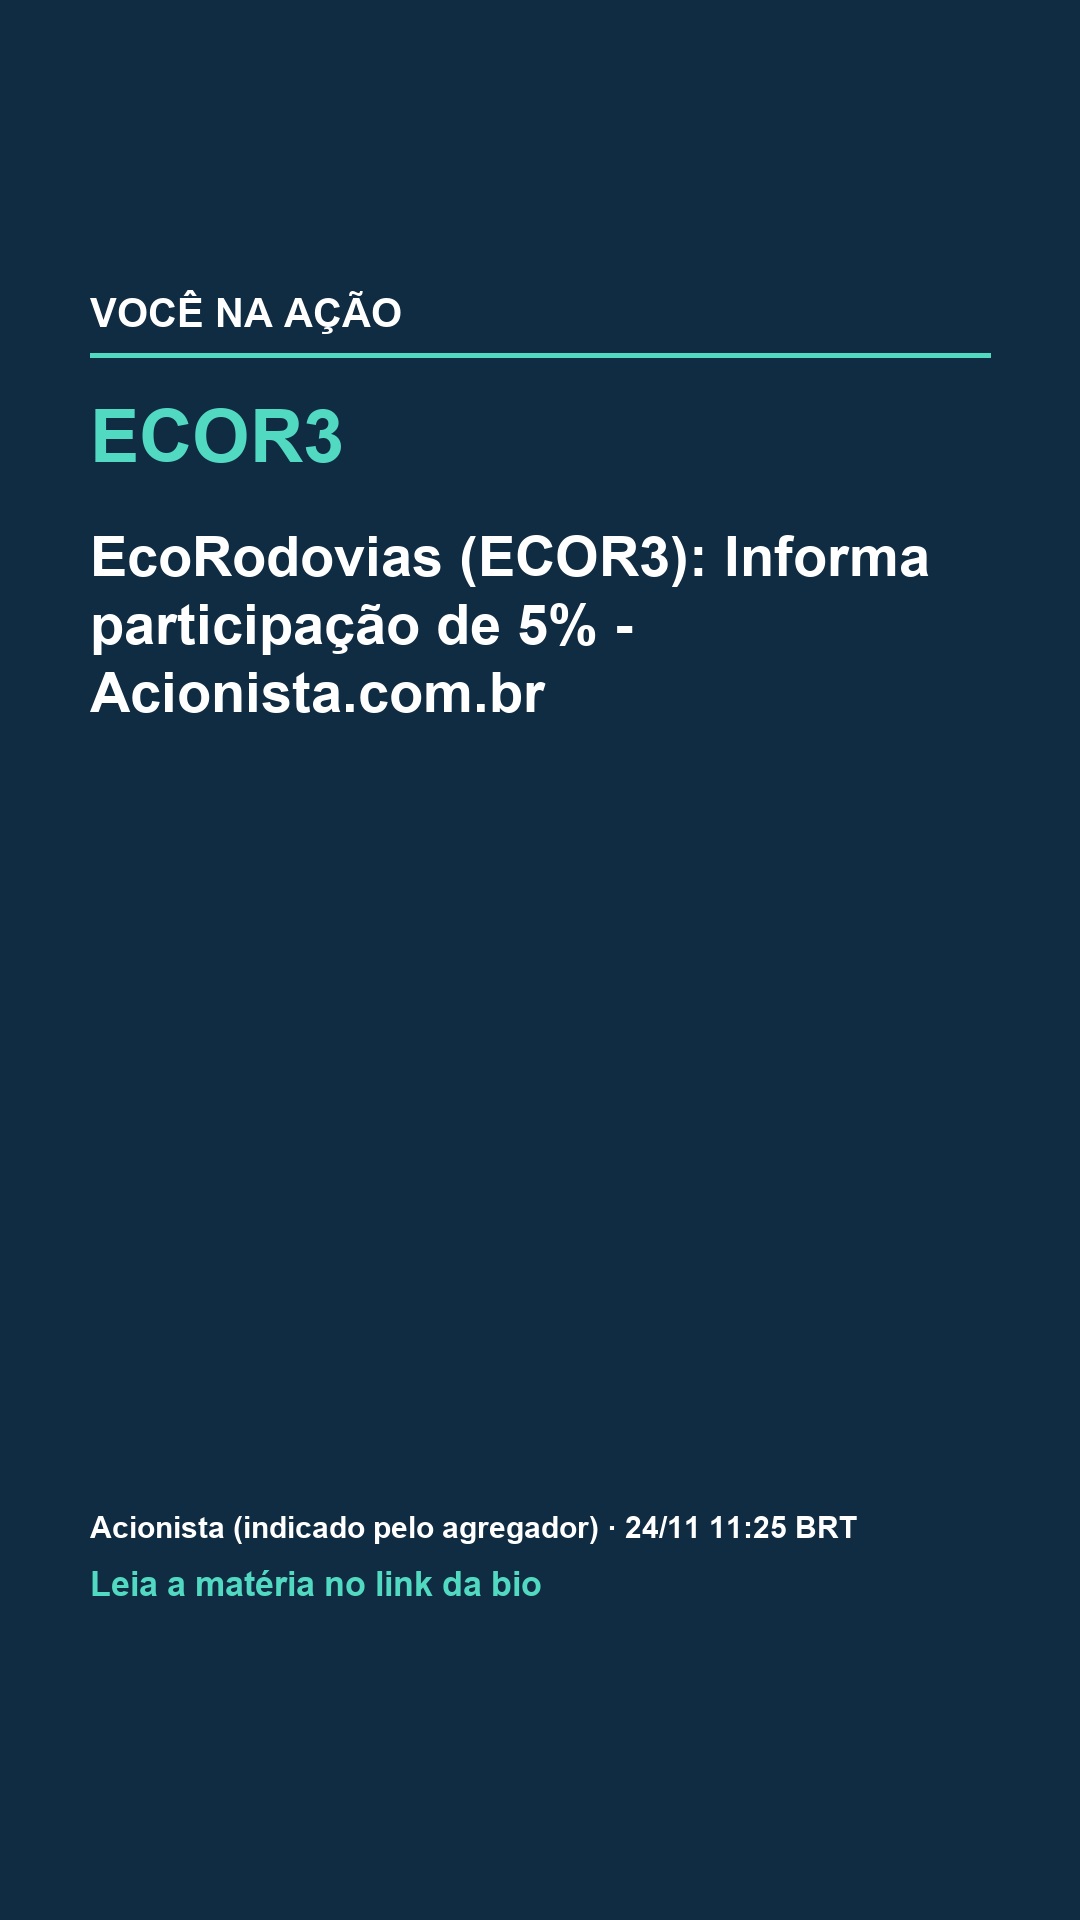 VOCÊ NA AÇÃO
ECOR3
EcoRodovias (ECOR3): Informa
participação de 5% -
Acionista.com.br
Acionista (indicado pelo agregador) · 24/11 11:25 BRT
Leia a matéria no link da bio